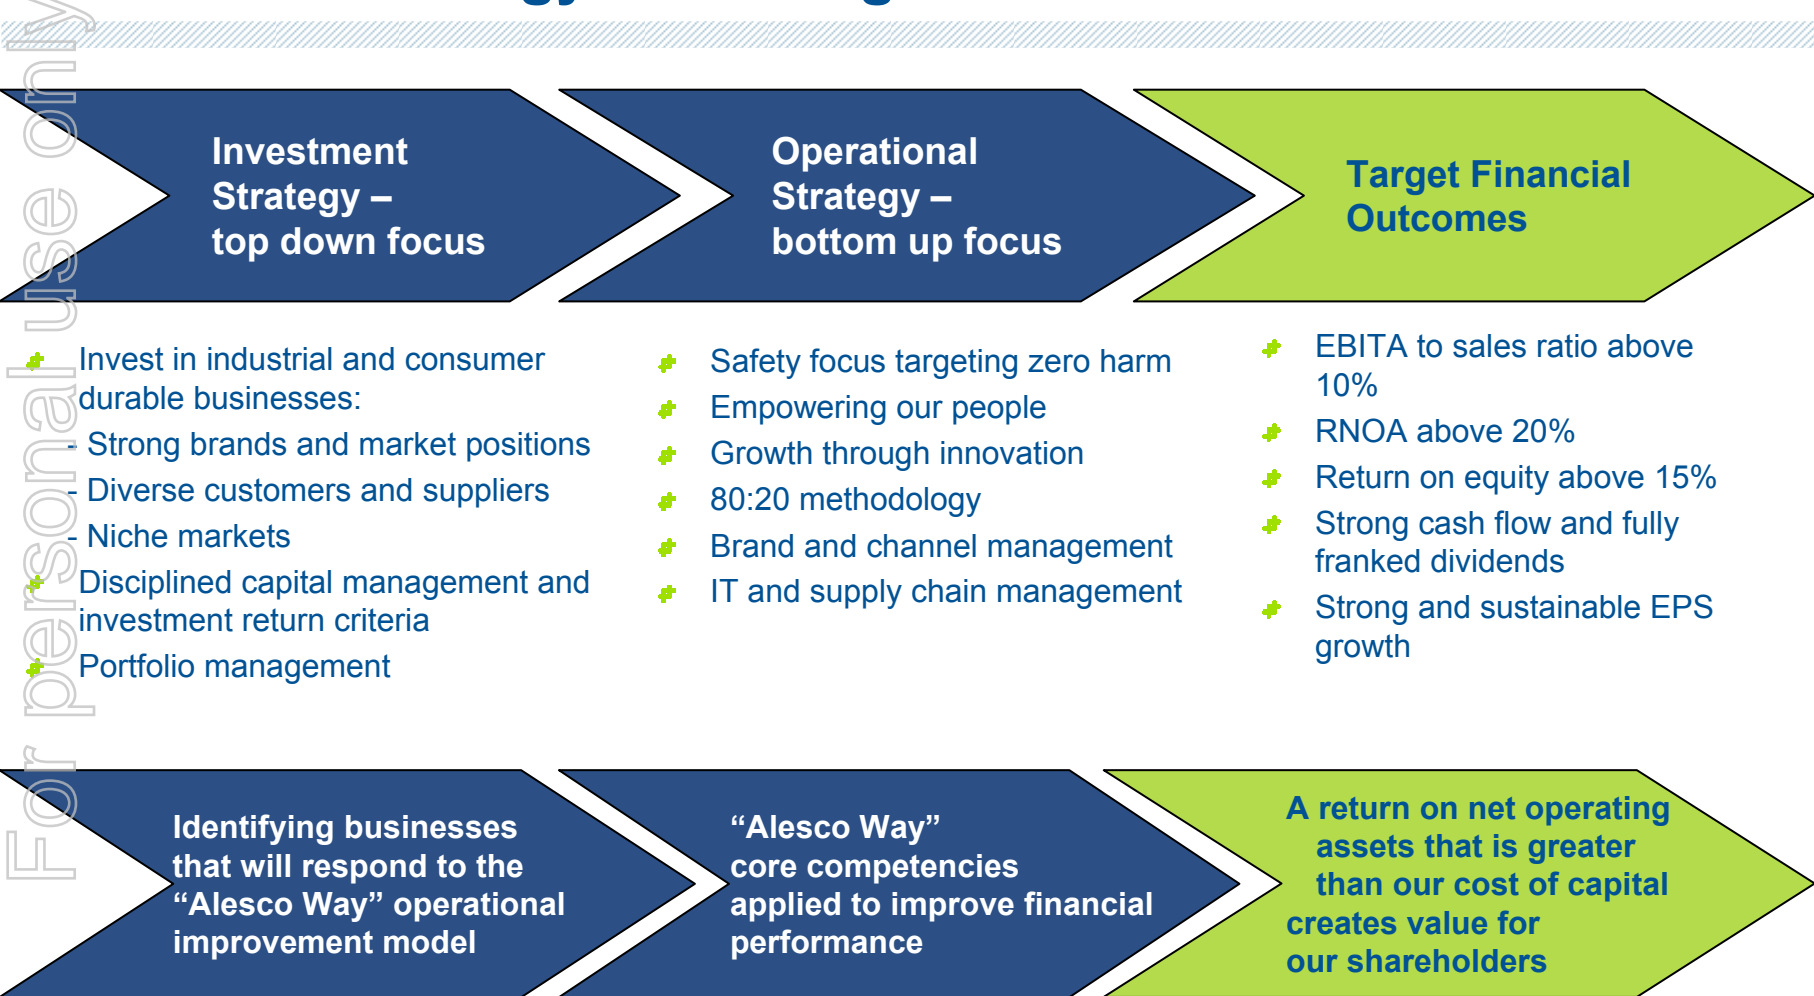 Investment
Strategy –
top down focus
Operational
Strategy –
bottom up focus
Target Financial
Outcomes
Invest in industrial and consumer
durable businesses:
- Strong brands and market positions
- Diverse customers and suppliers
- Niche markets
Disciplined capital management and
investment return criteria
Portfolio management
Safety focus targeting zero harm
Empowering our people
Growth through innovation
80:20 methodology
Brand and channel management
IT and supply chain management
EBITA to sales ratio above
10%
RNOA above 20%
Return on equity above 15%
Strong cash flow and fully
franked dividends
Strong and sustainable EPS
growth
Identifying businesses
that will respond to the
“Alesco Way” operational
improvement model
“Alesco Way”
core competencies
applied to improve financial
performance
A return on net operating
assets that is greater
than our cost of capital
creates value for
our shareholders
For personal use only